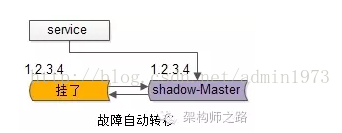 service
1.2.3.4
1.2.3.4
挂了
shadow-Master
http://blog.csdn.net/admin1973
故障自动转移
架构师之路